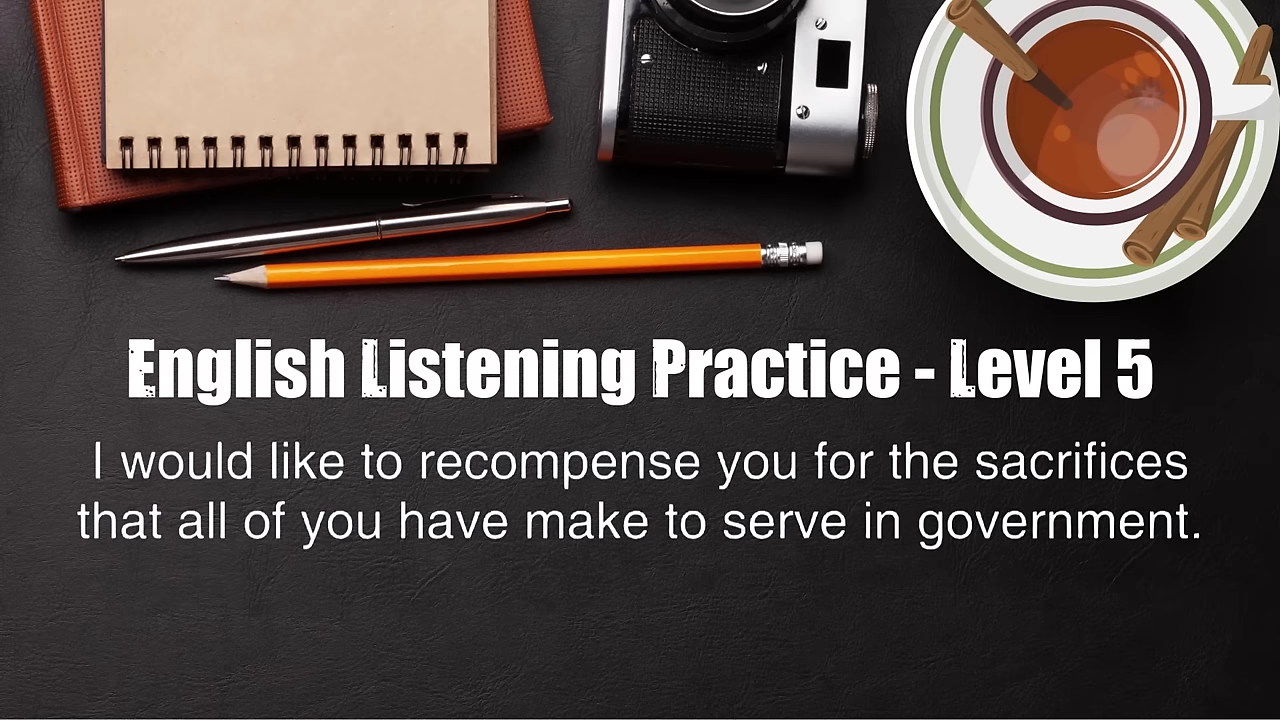 English Listening Practice - Level 5
I would like to recompense you for the sacrifices
that all of you have make to serve in government.